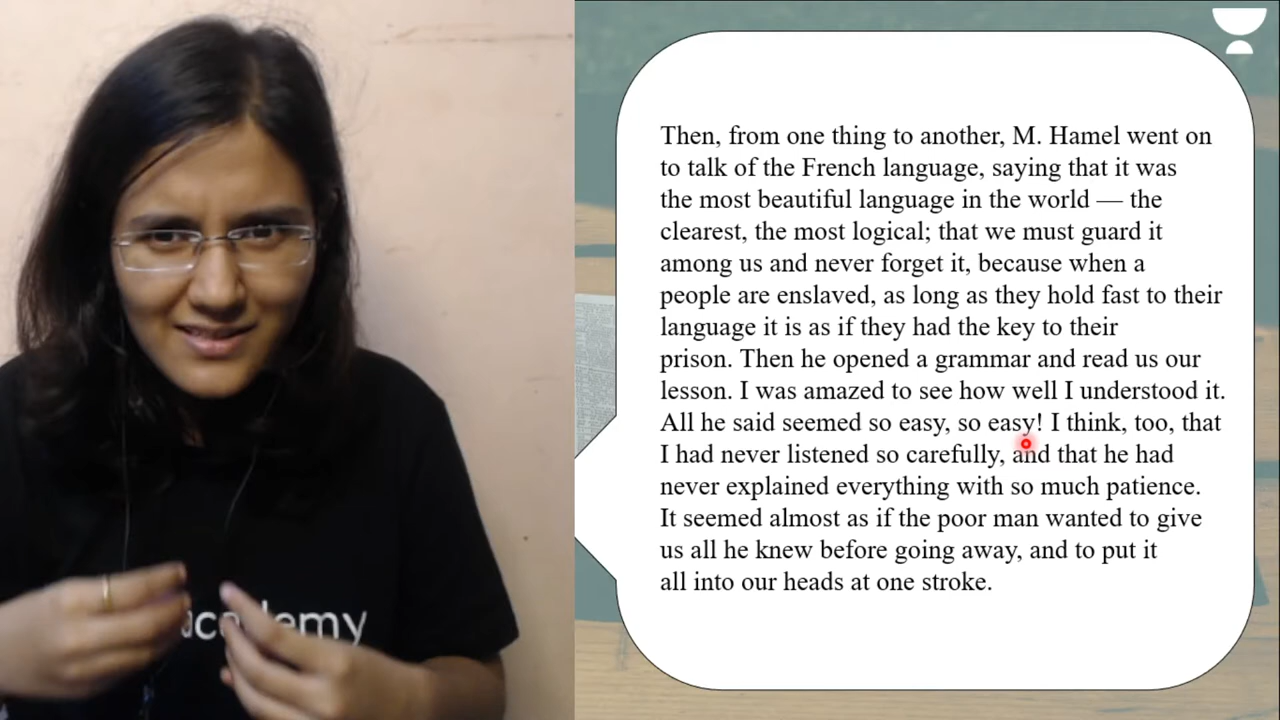 Then, from one thing to another, M. Hamel went on
to talk of the French language, saying that it was
the most beautiful language in the world — the
clearest, the most logical; that we must guard it
among us and never forget it, because when a
people are enslaved, as long as they hold fast to their
language it is as if they had the key to their
prison. Then he opened a grammar and read us our
lesson. I was amazed to see how well I understood it.
All he said seemed so easy, so easy! I think, too, that
I had never listened so carefully, and that he had
never explained everything with so much patience.
It seemed almost as if the poor man wanted to give
us all he knew before going away, and to put it
all into our heads at one stroke.